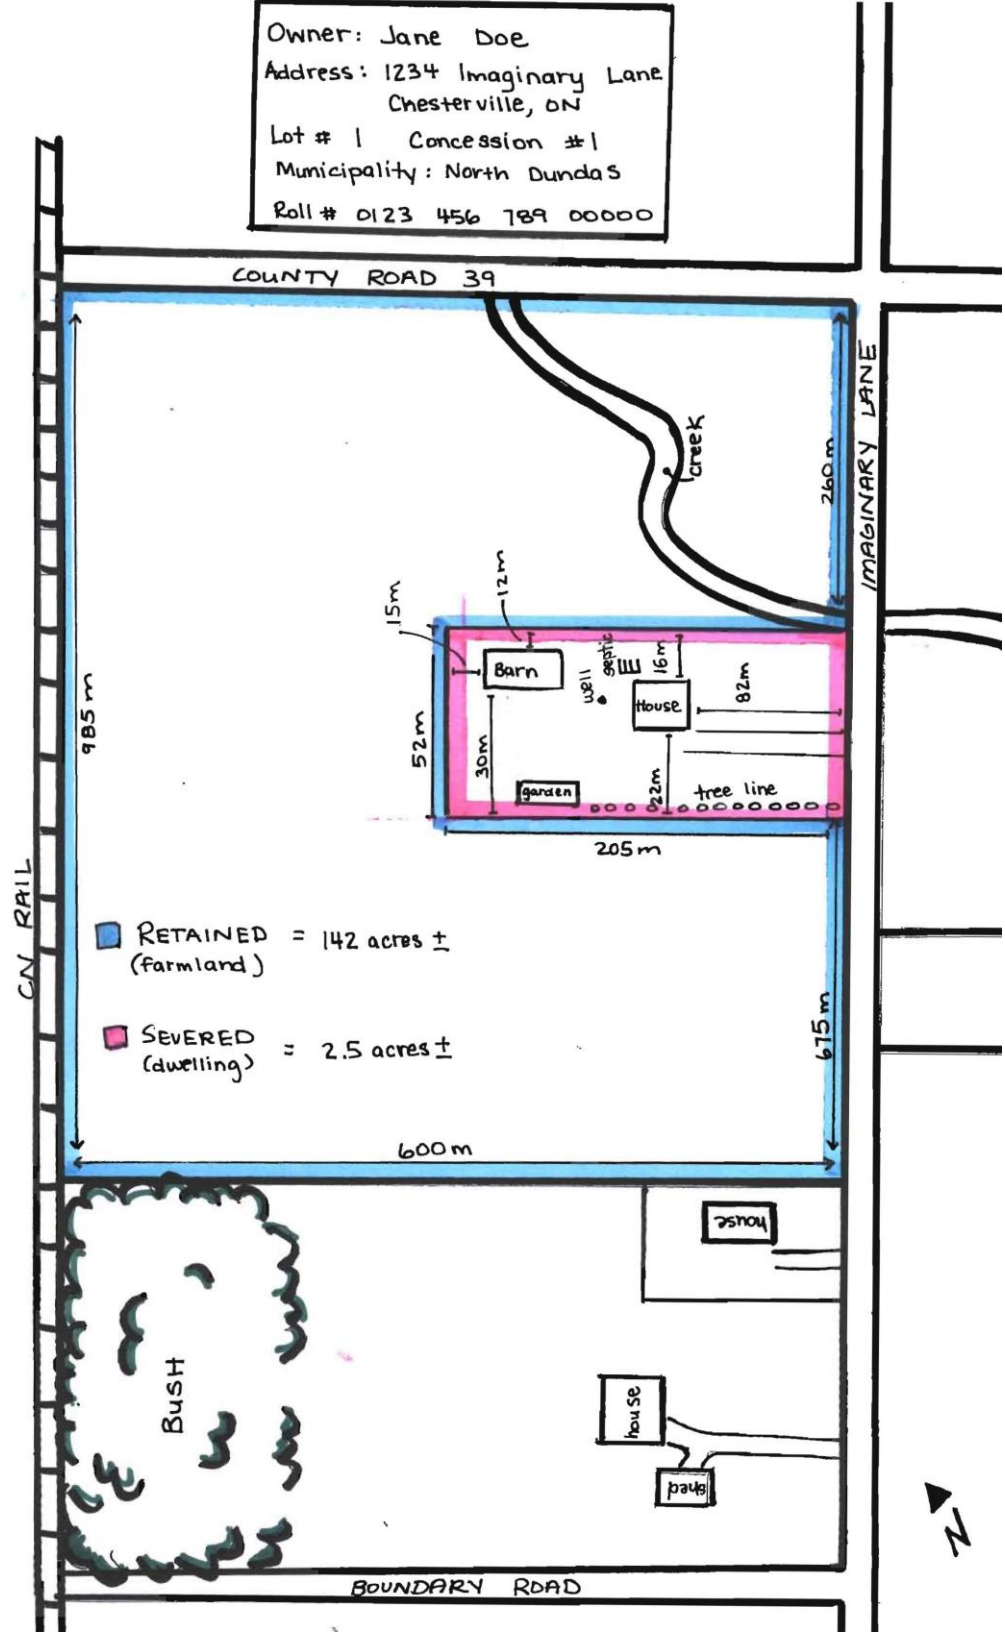 Owner: Jane Doe
Address: 1234 Imaginary Lane
Chesterville, ON
Lot # 1 Concession #1
Municipality: North Dundas
Roll # 0123 456 789 00000
COUNTY ROAD 39
IMAGINARY LANE
creek
260m
12m
15m
Barn
septic
well
16m
House
82m
985m
52m
30m
22m
garden
tree line
205m
CN RAIL
RETAINED = 142 acres ±
(farmland)
SEVERED = 2.5 acres ±
(dwelling)
675m
600m
house
BUSH
house
shed
N
BOUNDARY ROAD